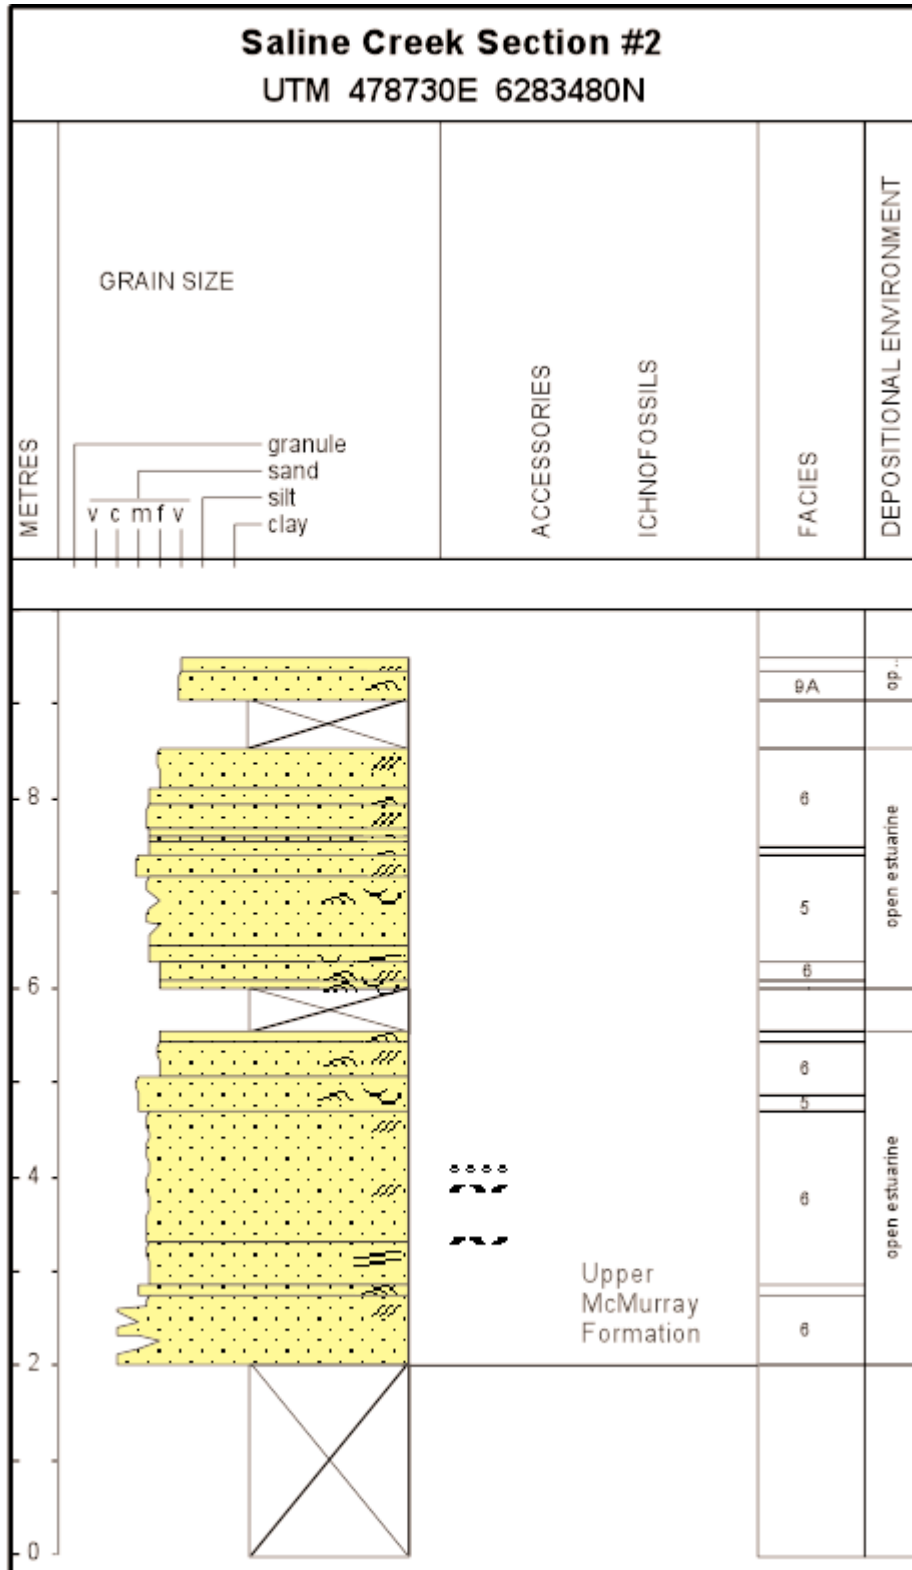 Saline Creek Section #2
UTM 478730E 6283480N
METRES
GRAIN SIZE
granule
sand
silt
clay
v c m f v
ACCESSORIES
ICHNOFOSSILS
FACIES
DEPOSITIONAL ENVIRONMENT
op..
9A
8
6
open estuarine
5
6
6
6
5
4
6
open estuarine
Upper
McMurray
Formation
6
2
0